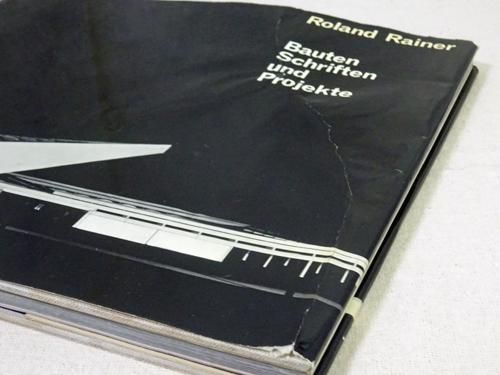 Roland Rainer
Bauten
Schriften
und
Projekte